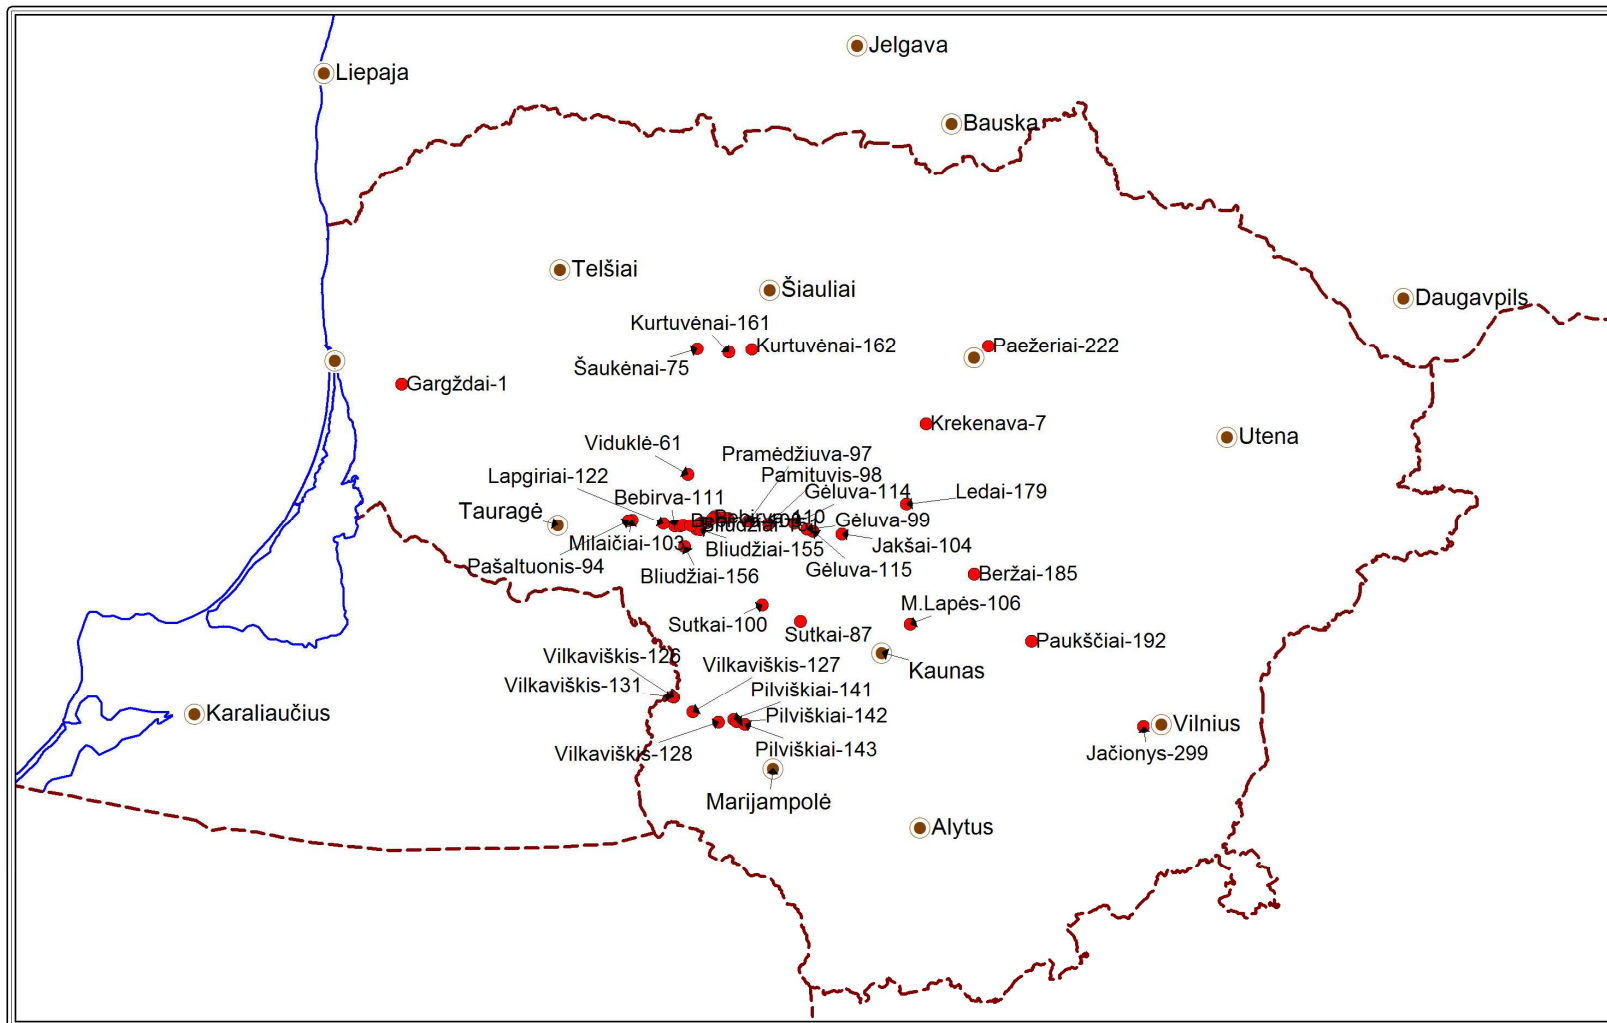 Jelgava
Liepaja
Bauska
Telšiai
Šiauliai
Daugavpils
Kurtuvėnai-161
Kurtuvėnai-162
Paežeriai-222
Šaukėnai-75
Gargždai-1
Krekenava-7
Utena
Viduklė-61
Pramėdžiuva-97
Lapgiriai-122
Pamituvis-98
Bebirva-111
Gėluva-114
Ledai-179
Tauragė
Bebirva-110
Gėluva-99
Milaičiai-103
Jakšai-104
Bliudžiai-155
Pašaltuonis-94
Gėluva-115
Bliudžiai-156
Beržai-185
M.Lapės-106
Sutkai-100
Sutkai-87
Paukščiai-192
Vilkaviškis-126
Vilkaviškis-127
Kaunas
Vilkaviškis-131
Pilviškiai-141
Karaliaučius
Pilviškiai-142
Vilnius
Vilkaviškis-128
Pilviškiai-143
Jačionys-299
Marijampolė
Alytus